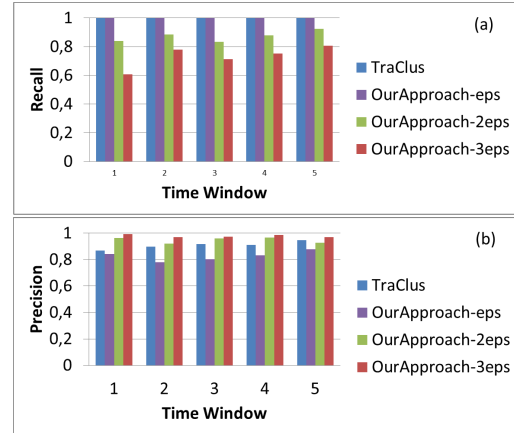 (a)
1
0,8
0,6
0,4
0,2
0
Recall
1 2 3 4 5
Time Window
TraClus
OurApproach-eps
OurApproach-2eps
OurApproach-3eps
(b)
1
0,8
0,6
0,4
0,2
0
Precision
1 2 3 4 5
Time Window
TraClus
OurApproach-eps
OurApproach-2eps
OurApproach-3eps